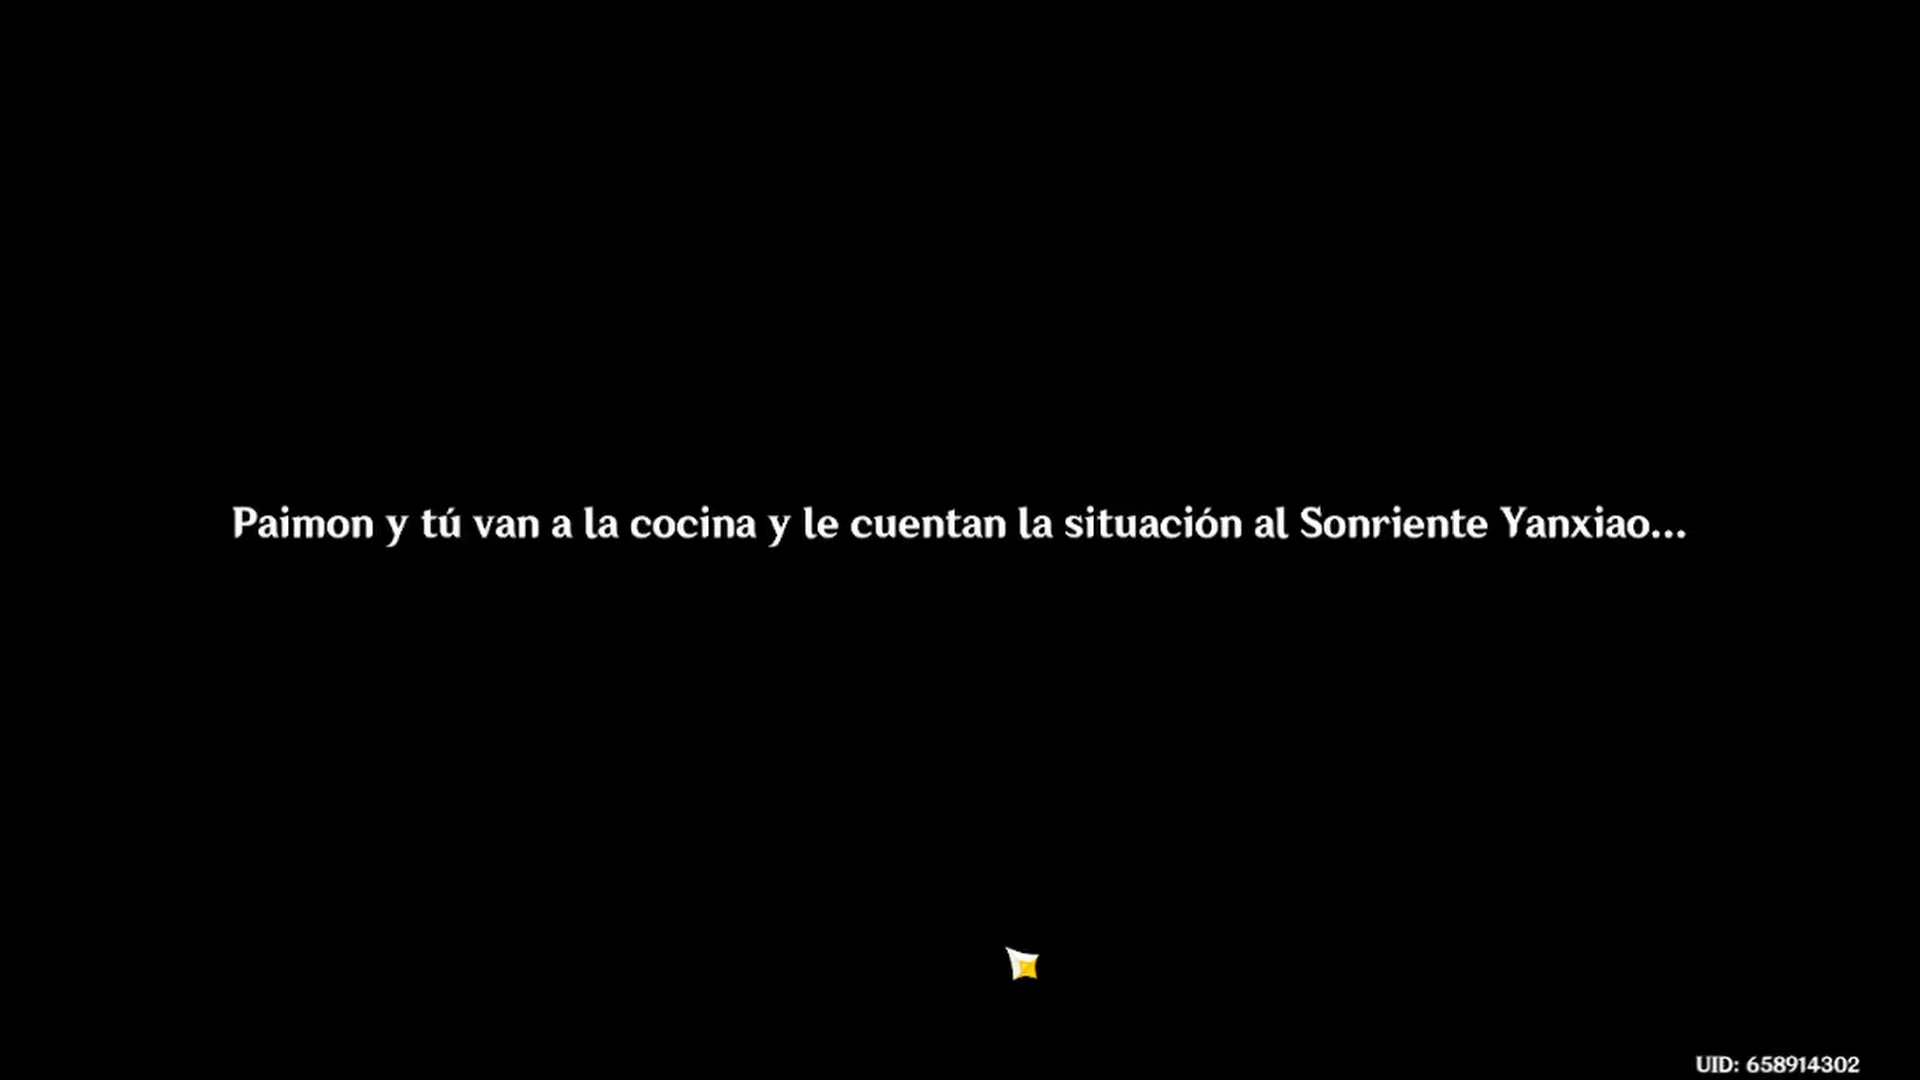 Paimon y tú van a la cocina y le cuentan la situación al Sonriente Yanxiao...
UID: 658914302